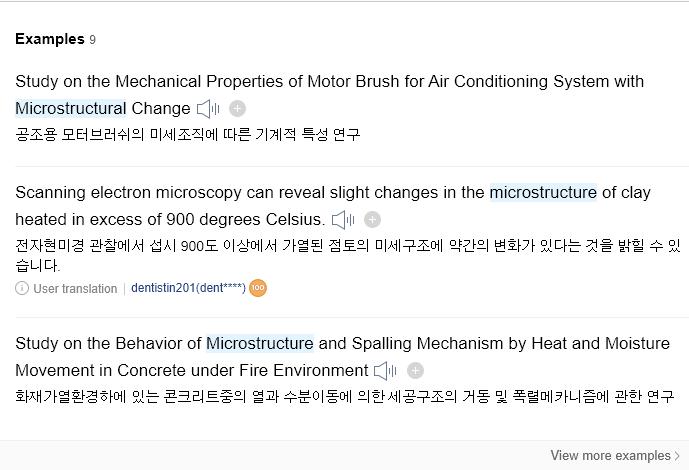 Examples 9
Study on the Mechanical Properties of Motor Brush for Air Conditioning System with
Microstructural Change
공조용 모터브러쉬의 미세조직에 따른 기계적 특성 연구
Scanning electron microscopy can reveal slight changes in the microstructure of clay
heated in excess of 900 degrees Celsius.
전자현미경 관찰에서 섭시 900도 이상에서 가열된 점토의 미세구조에 약간의 변화가 있다는 것을 밝힐 수 있
습니다.
User translation | dentistin201(dent****) 100
Study on the Behavior of Microstructure and Spalling Mechanism by Heat and Moisture
Movement in Concrete under Fire Environment
화재가열환경하에 있는 콘크리트중의 열과 수분이동에 의한 세공구조의 거동 및 폭렬메카니즘에 관한 연구
View more examples